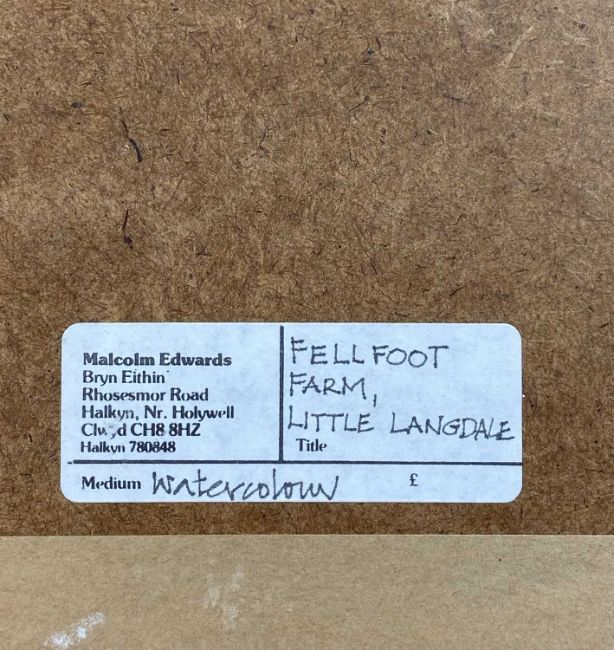 Malcolm Edwards
Bryn Eithin
Rhosesmor Road
Halkyn, Nr. Holywell
Clwyd CH8 8HZ
Halkyn 780848
FELL FOOT
FARM,
LITTLE LANGDALE
Title
Medium Watercolour £